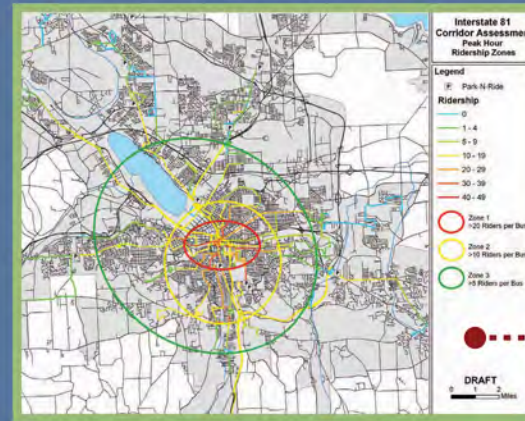 Interstate 81
Corridor Assessmen
Peak Hour
Ridership Zones
Legend
P Park-N-Ride
Ridership
0
1 - 4
5 - 9
10 - 19
20 - 29
30 - 39
40 - 49
Zone 1
>20 Riders per Bus
Zone 2
>10 Riders per Bus
Zone 3
>5 Riders per Bus
DRAFT
0 1 2
Miles